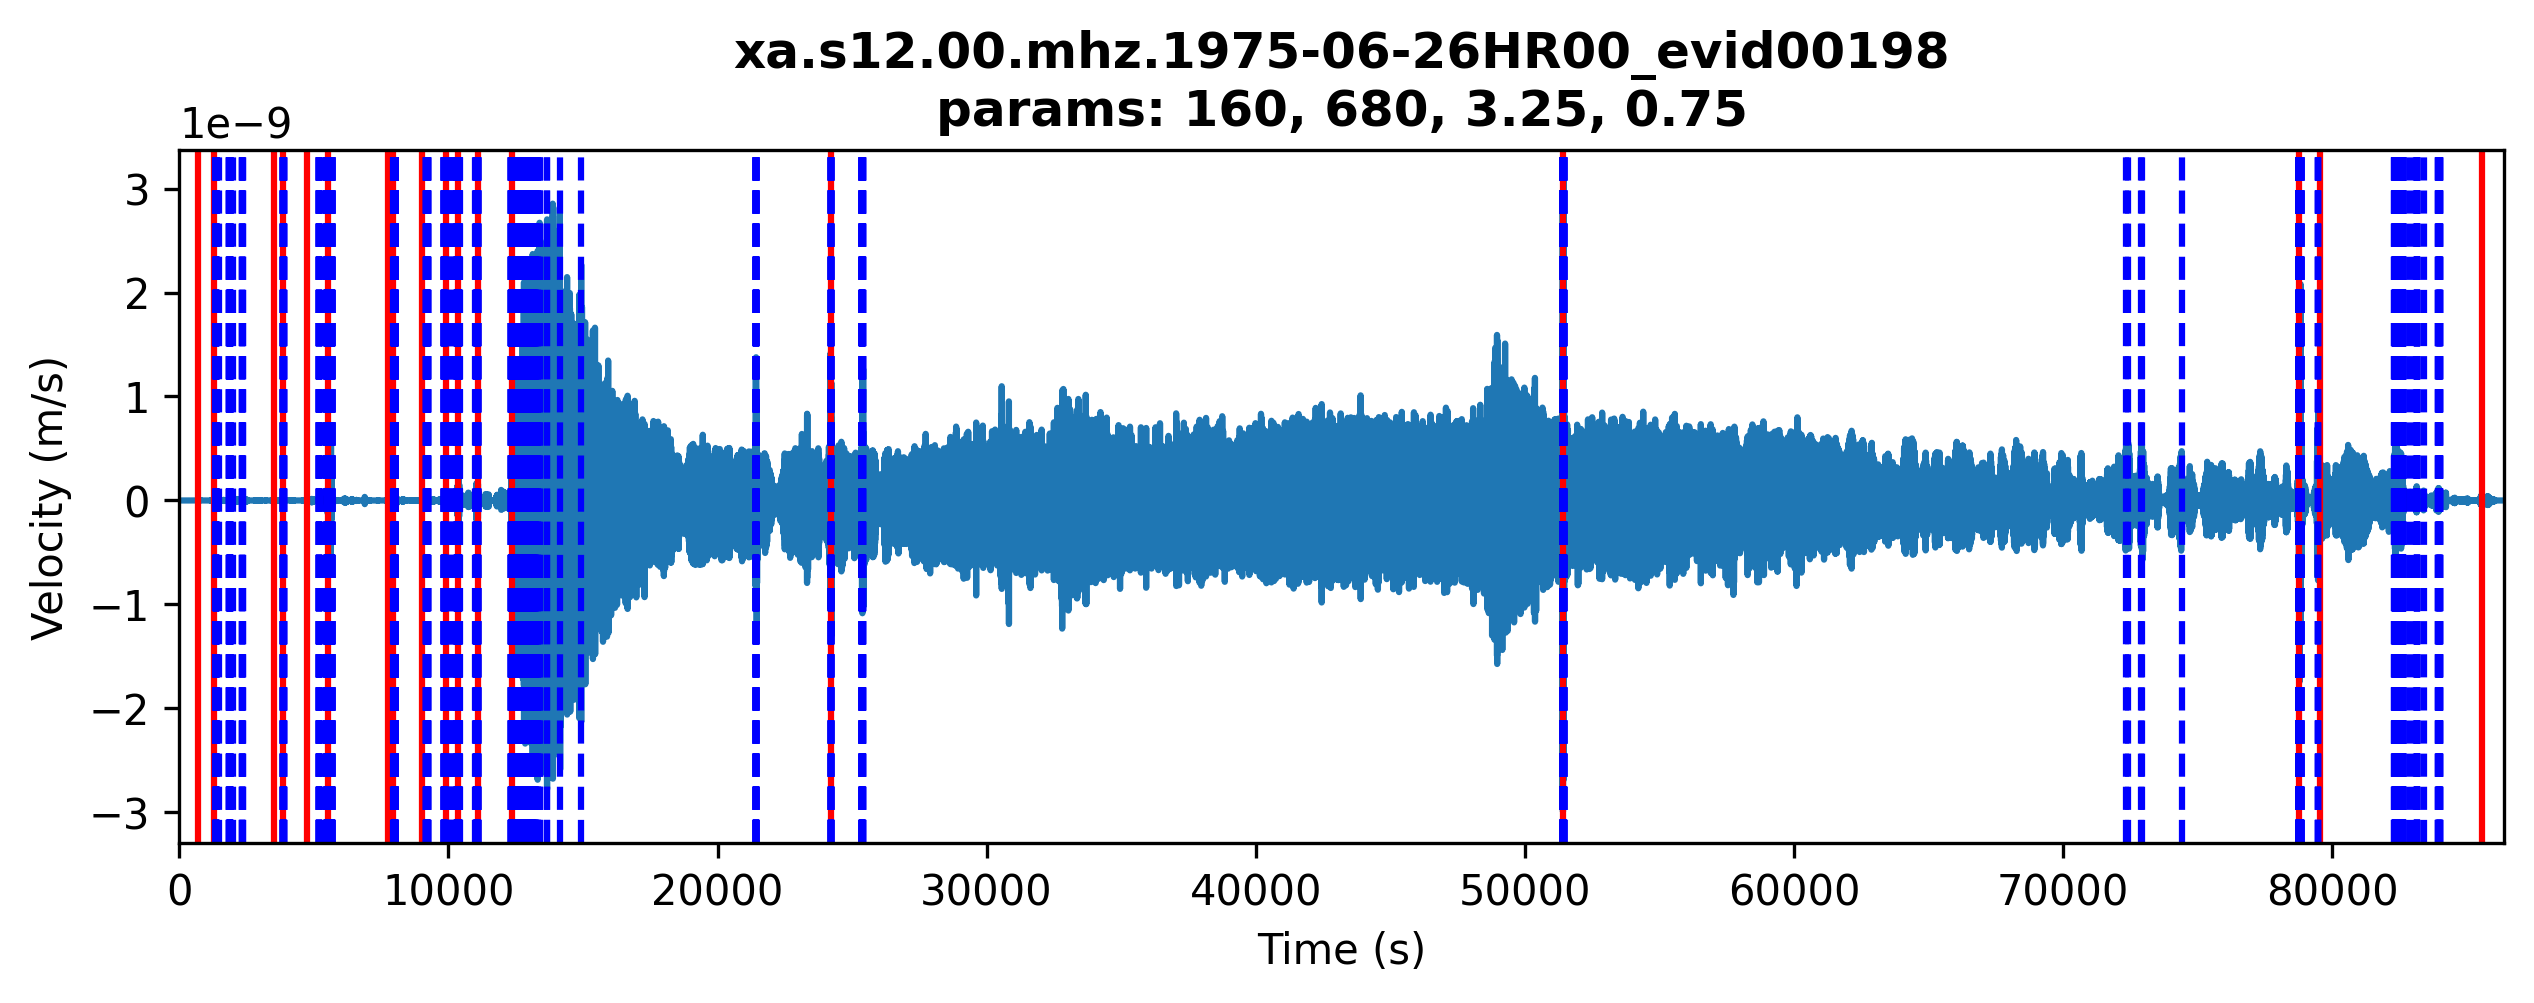 xa.s12.00.mhz.1975-06-26HR00_evid00198
params: 160, 680, 3.25, 0.75
1e−9
3
2
1
0
−1
−2
−3
Velocity (m/s)
0 10000 20000 30000 40000 50000 60000 70000 80000
Time (s)